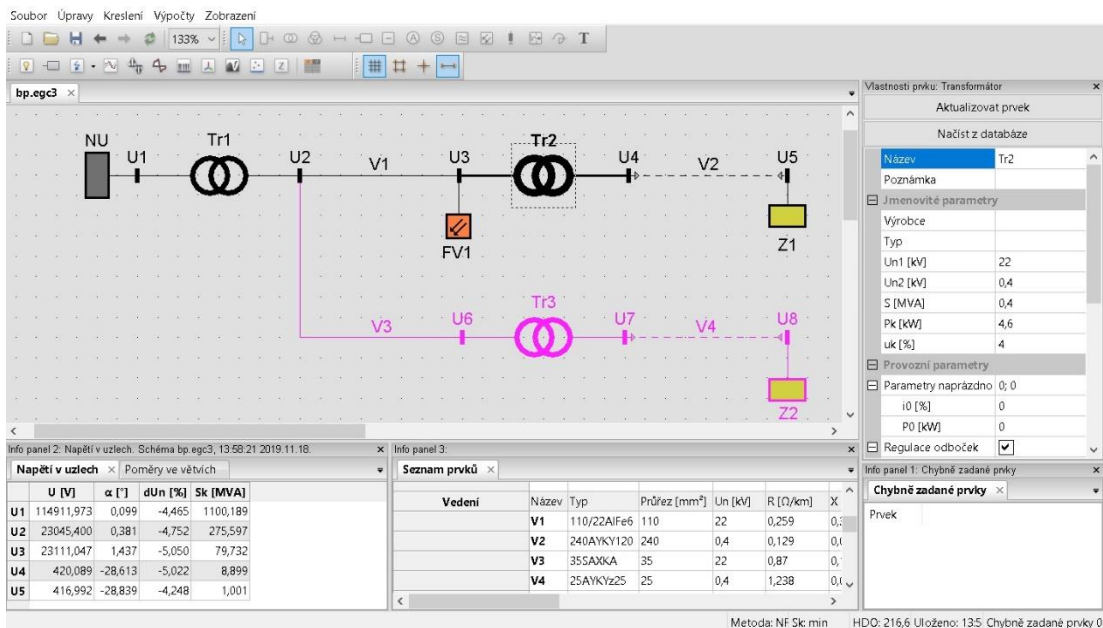 Soubor Úpravy Kreslení Výpočty Zobrazení
133%
bp.egc3
NU
U1
Tr1
U2
V1
U3
Tr2
U4
V2
U5
FV1
Z1
V3
U6
Tr3
U7
V4
U8
Z2
Vlastnosti prvku: Transformátor
Aktualizovat prvek
Načíst z databáze
Název Tr2
Poznámka
Jmenovité parametry
Výrobce
Typ
Un1 [kV] 22
Un2 [kV] 0,4
S [MVA] 0,4
Pk [kW] 4,6
uk [%] 4
Provozní parametry
Parametry naprázdno 0; 0
i0 [%] 0
P0 [kW] 0
Regulace odboček
Info panel 2: Napětí v uzlech. Schéma bp.egc3, 13:58:21 2019.11.18.
Napětí v uzlech Poměry ve větvích
U [V] α [°] dUn [%] Sk [MVA]
U1 114911,973 0,099 -4,465 1100,189
U2 23045,400 0,381 -4,752 275,597
U3 23111,047 1,437 -5,050 79,732
U4 420,089 -28,613 -5,022 8,899
U5 416,992 -28,839 -4,248 1,001
Info panel 3:
Seznam prvků
Vedení Název Typ Průřez [mm²] Un [kV] R [Ω/km] X
V1 110/22AlFe6 110 22 0,259
V2 240AYKY120 240 0,4 0,129
V3 35SAXKA 35 22 0,87
V4 25AYKYz25 25 0,4 1,238
Info panel 1: Chybně zadané prvky
Chybně zadané prvky
Prvek
Metoda: NF Sk: min HDO: 216,6 Uloženo: 13:5 Chybně zadané prvky 0